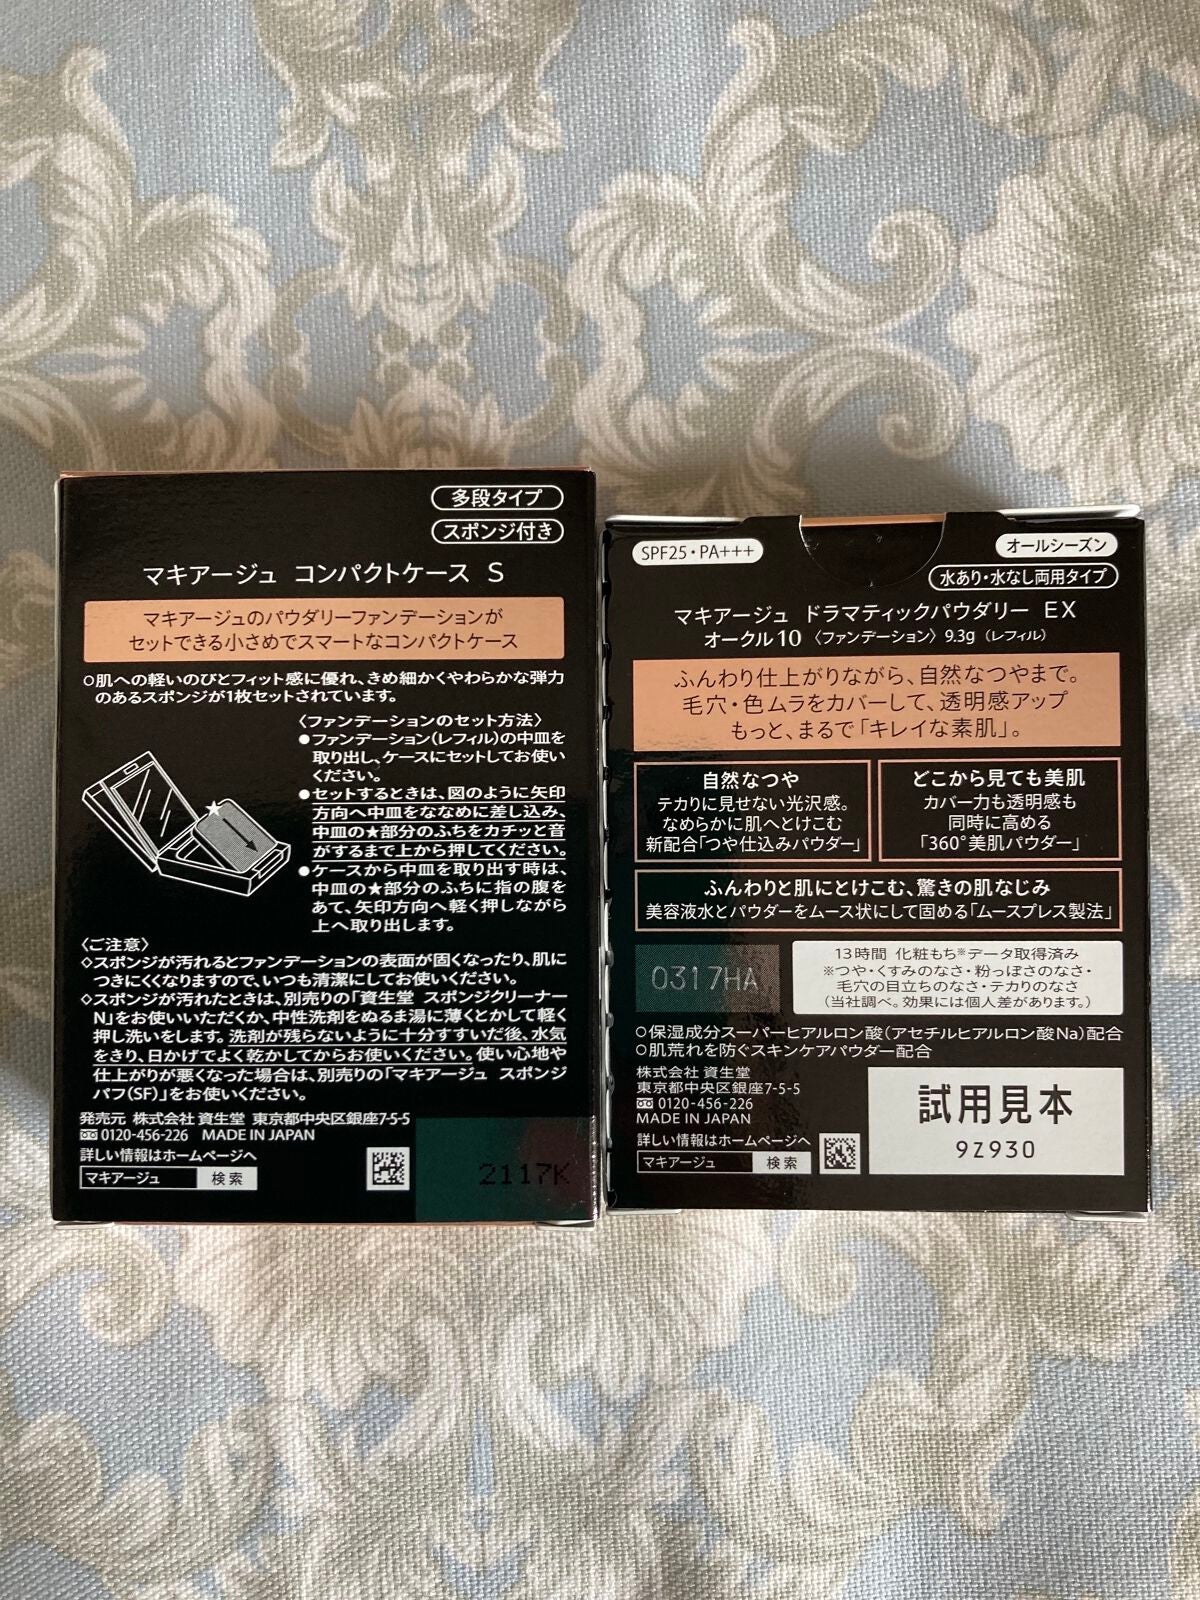 多段タイプ
スポンジ付き
マキアージュ コンパクトケース S
マキアージュのパウダリーファンデーションが
セットできる小さめでスマートなコンパクトケース
○肌への軽いのびとフィット感に優れ、きめ細かくやわらかな弾力
のあるスポンジが1枚セットされています。
〈ファンデーションのセット方法〉
●ファンデーション(レフィル)の中皿を
取り出し、ケースにセットしてお使い
ください。
●セットするときは、図のように矢印
方向へ中皿をななめに差し込み、
中皿の★部分のふちをカチッと音
がするまで上から押してください。
●ケースから中皿を取り出す時は、
中皿の★部分のふちに指の腹を
あて、矢印方向へ軽く押しながら
上へ取り出します。
〈ご注意〉
◇スポンジが汚れるとファンデーションの表面が固くなったり、肌に
つきにくくなりますので、いつも清潔にしてお使いください。
◇スポンジが汚れたときは、別売りの「資生堂 スポンジクリーナー
N」をお使いいただくか、中性洗剤をぬるま湯に薄くとかして軽く
押し洗いをします。洗剤が残らないように十分すすいだ後、水気
をきり、日かげでよく乾かしてからお使いください。使い心地や
仕上がりが悪くなった場合は、別売りの「マキアージュ スポンジ
パフ(SF)」をお使いください。
発売元 株式会社 資生堂 東京都中央区銀座7-5-5
0120-456-226 MADE IN JAPAN
詳しい情報はホームページへ
マキアージュ 検索
2117K
SPF25・PA+++
オールシーズン
水あり・水なし両用タイプ
マキアージュ ドラマティックパウダリー EX
オークル10 〈ファンデーション〉 9.3g (レフィル)
ふんわり仕上がりながら、自然なつやまで。
毛穴・色ムラをカバーして、透明感アップ
もっと、まるで「キレイな素肌」。
自然なつや
テカりに見せない光沢感。
なめらかに肌へとけこむ
新配合「つや仕込みパウダー」
どこから見ても美肌
カバー力も透明感も
同時に高める
「360°美肌パウダー」
ふんわりと肌にとけこむ、驚きの肌なじみ
美容液水とパウダーをムース状にして固める「ムースプレス製法」
0317HA
13時間 化粧もち※データ取得済み
※つや・くすみのなさ・粉っぽさのなさ・
毛穴の目立ちのなさ・テカりのなさ
(当社調べ。効果には個人差があります。)
○保湿成分スーパーヒアルロン酸(アセチルヒアルロン酸Na)配合
○肌荒れを防ぐスキンケアパウダー配合
株式会社 資生堂
東京都中央区銀座7-5-5
0120-456-226
MADE IN JAPAN
詳しい情報はホームページへ
マキアージュ 検索
試用見本
9Z930